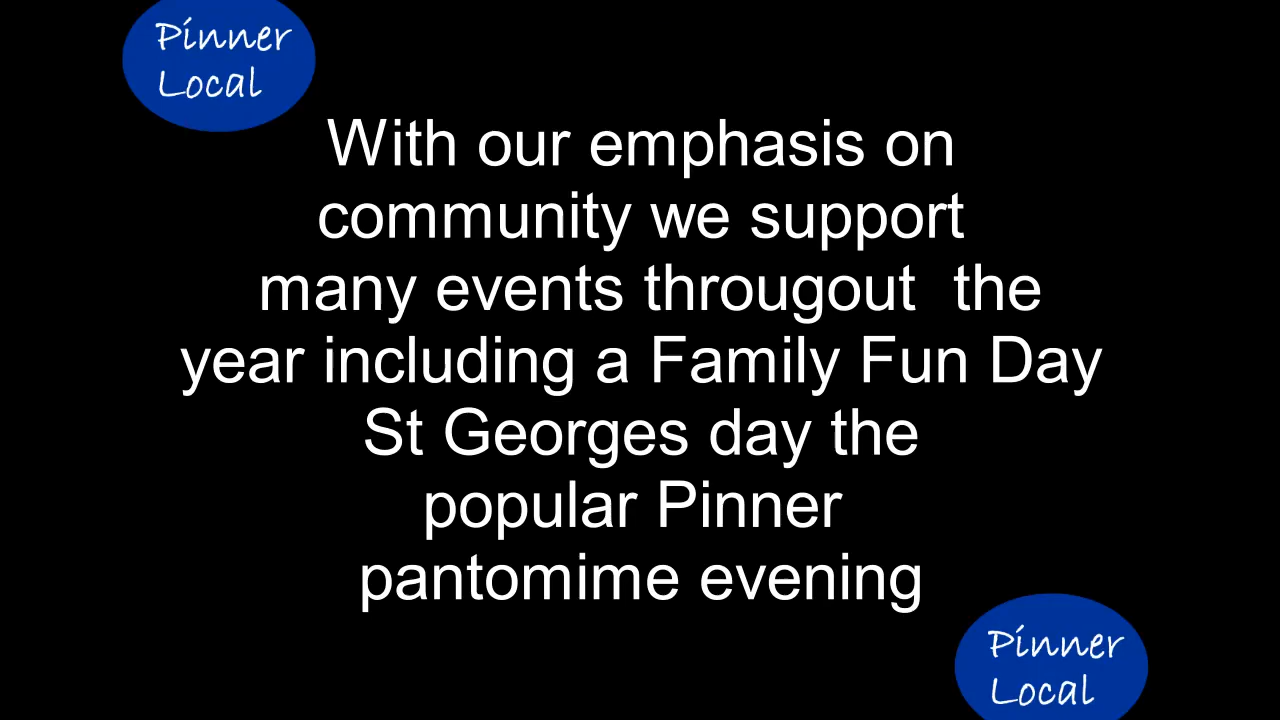 Pinner
Local
With our emphasis on
community we support
many events througout  the
year including a Family Fun Day
St Georges day the
popular Pinner
pantomime evening
Pinner
Local